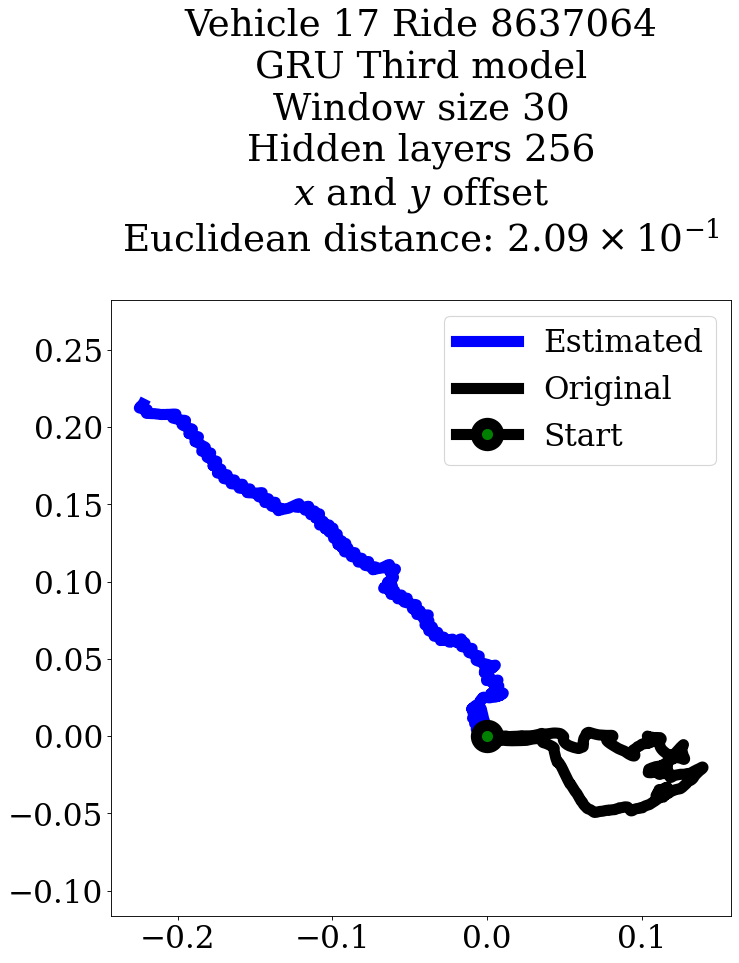 Vehicle 17 Ride 8637064
GRU Third model
Window size 30
Hidden layers 256
x and y offset
Euclidean distance: 2.09 × 10⁻¹
Estimated
Original
Start
0.25
0.20
0.15
0.10
0.05
0.00
−0.05
−0.10
−0.2 −0.1 0.0 0.1